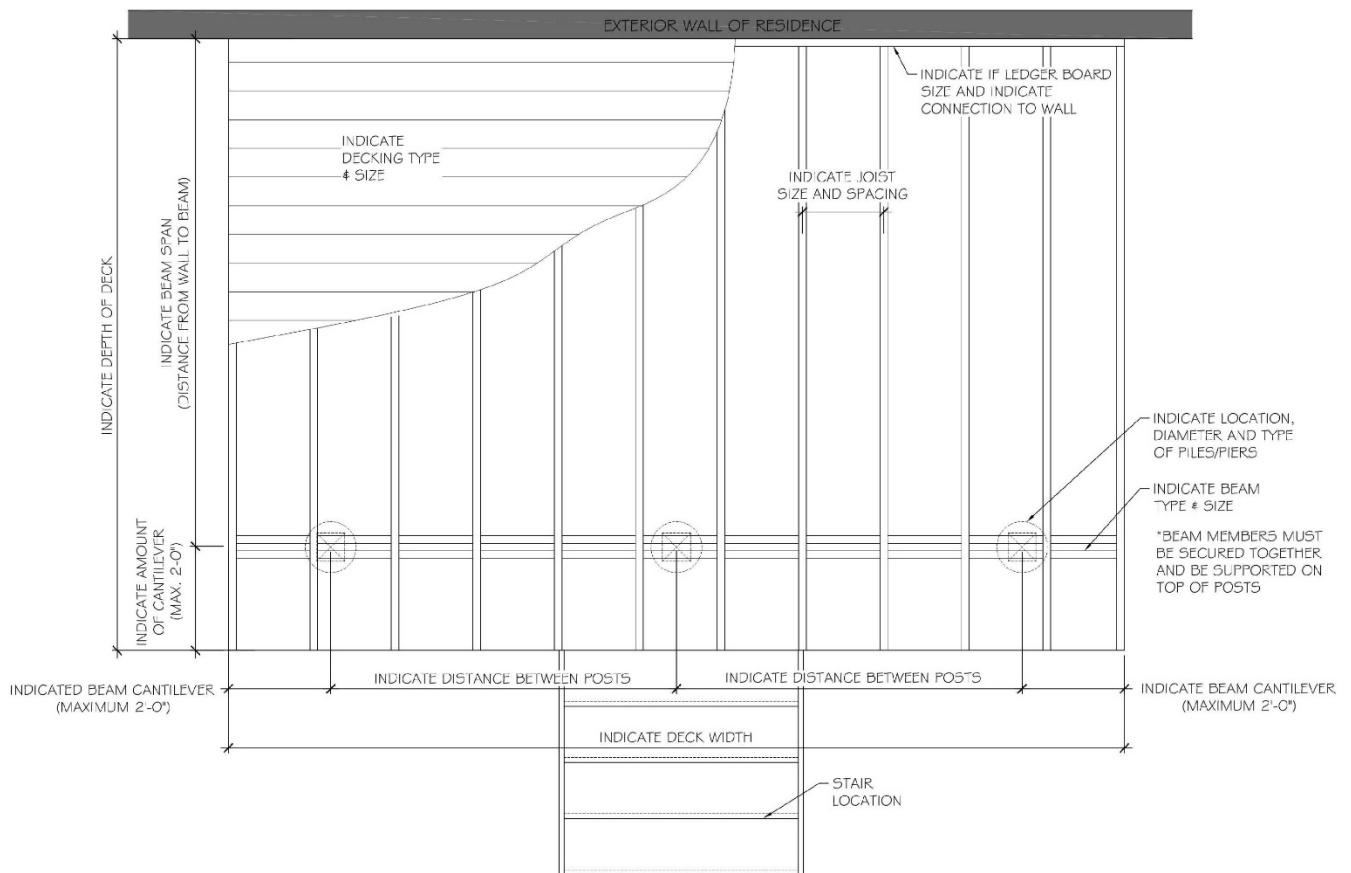 EXTERIOR WALL OF RESIDENCE
INDICATE IF LEDGER BOARD
SIZE AND INDICATE
CONNECTION TO WALL
INDICATE
DECKING TYPE
& SIZE
INDICATE JOIST
SIZE AND SPACING
INDICATE DEPTH OF DECK
INDICATE BEAM SPAN
(DISTANCE FROM WALL TO BEAM)
INDICATE LOCATION,
DIAMETER AND TYPE
OF PILES/PIERS
INDICATE BEAM
TYPE & SIZE
*BEAM MEMBERS MUST
BE SECURED TOGETHER
AND BE SUPPORTED ON
TOP OF POSTS
INDICATE AMOUNT
OF CANTILEVER
(MAX. 2'-0")
INDICATED BEAM CANTILEVER
(MAXIMUM 2'-0")
INDICATE DISTANCE BETWEEN POSTS
INDICATE DISTANCE BETWEEN POSTS
INDICATE BEAM CANTILEVER
(MAXIMUM 2'-0")
INDICATE DECK WIDTH
STAIR
LOCATION